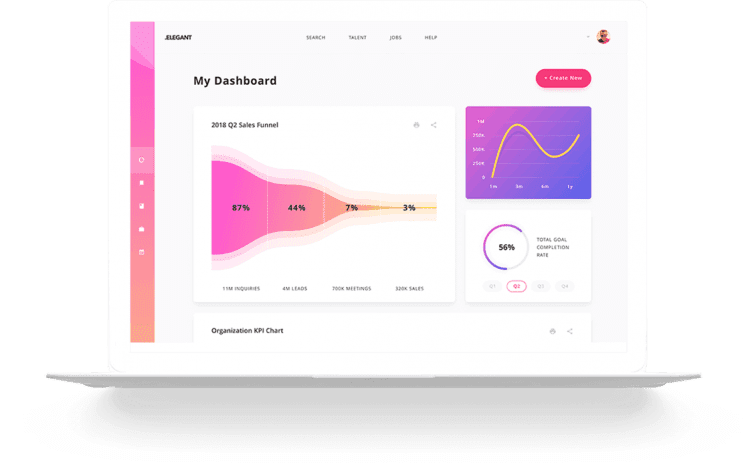 .ELEGANT
SEARCH TALENT JOBS HELP
My Dashboard
+ Create New
2018 Q2 Sales Funnel
87% 44% 7% 3%
11M INQUIRIES 4M LEADS 700K MEETINGS 320K SALES
1M
750K
500K
250K
0
1m 3m 6m 1y
56%
TOTAL GOAL
COMPLETION
RATE
Q1 Q2 Q3 Q4
Organization KPI Chart